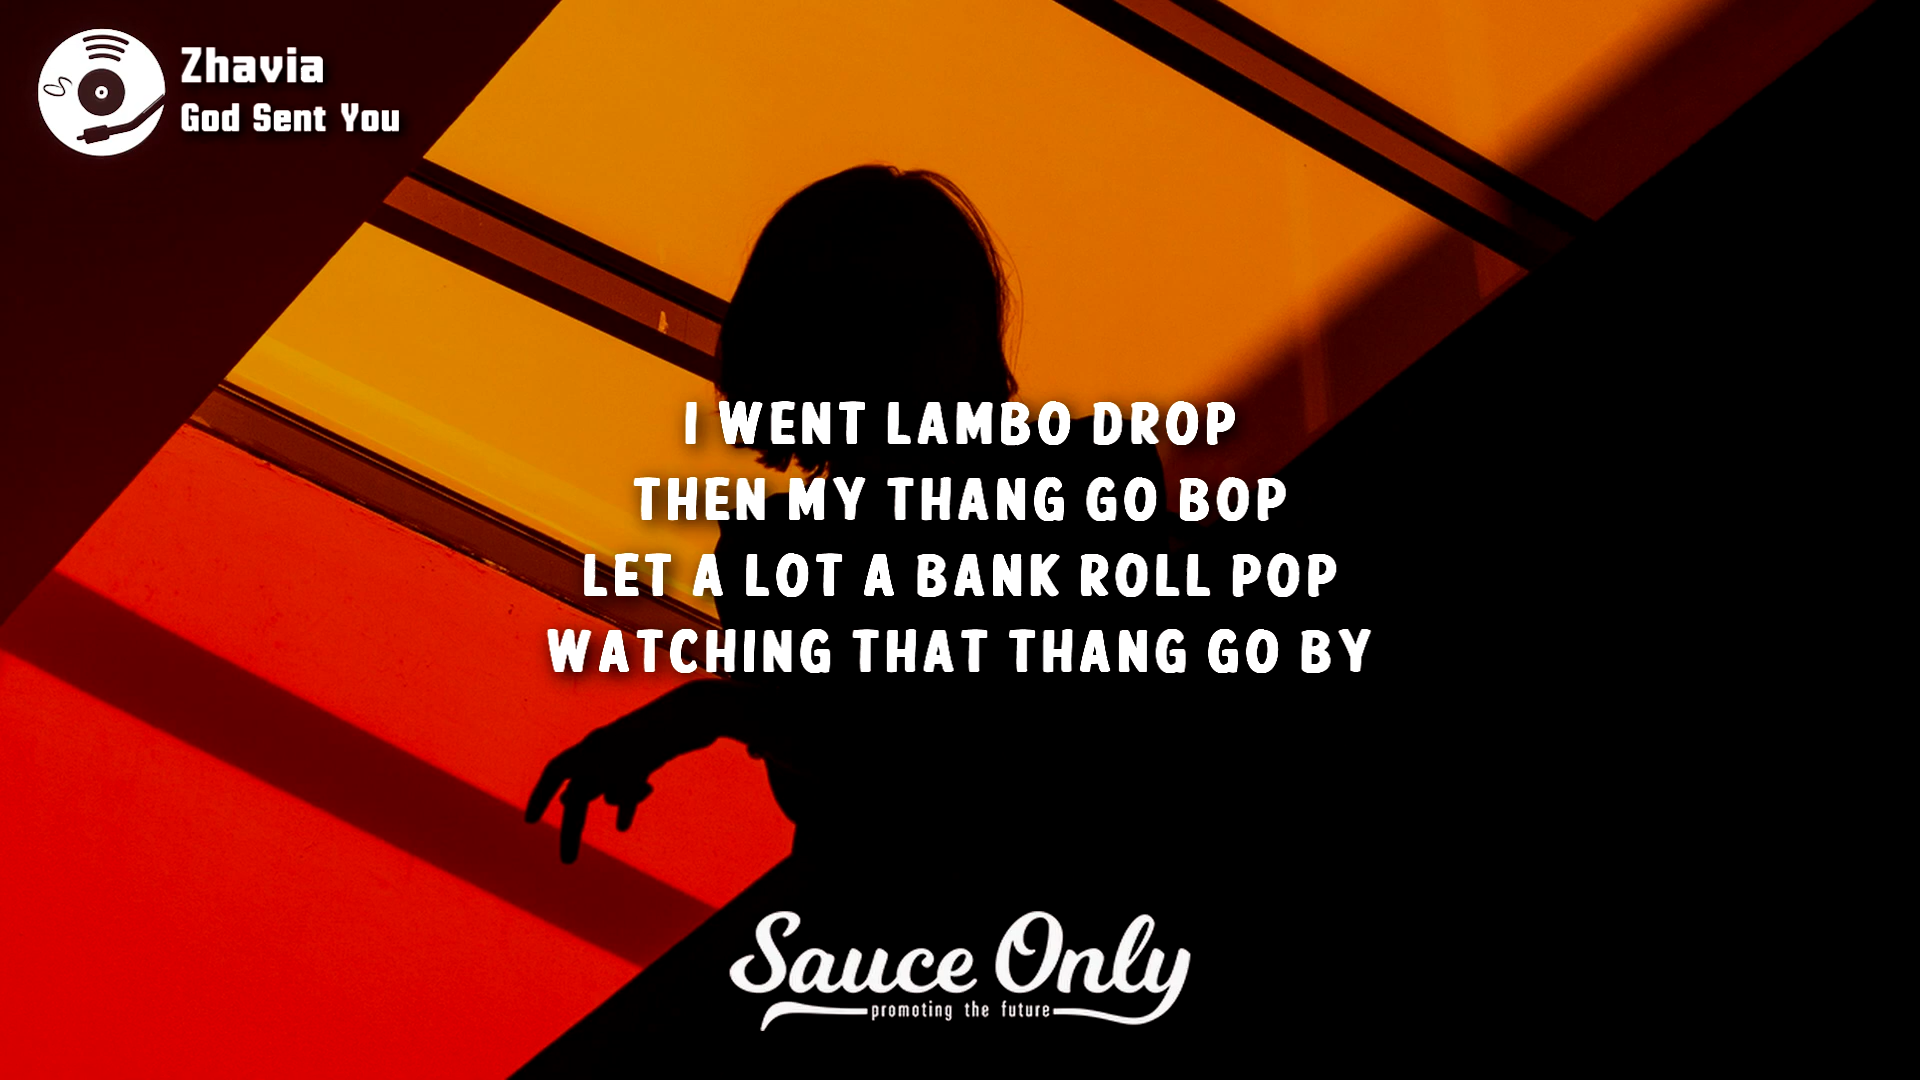 Zhavia
God Sent You
I WENT LAMBO DROP
THEN MY THANG GO BOP
LET A LOT A BANK ROLL POP
WATCHING THAT THANG GO BY
Sauce Only
promoting the future